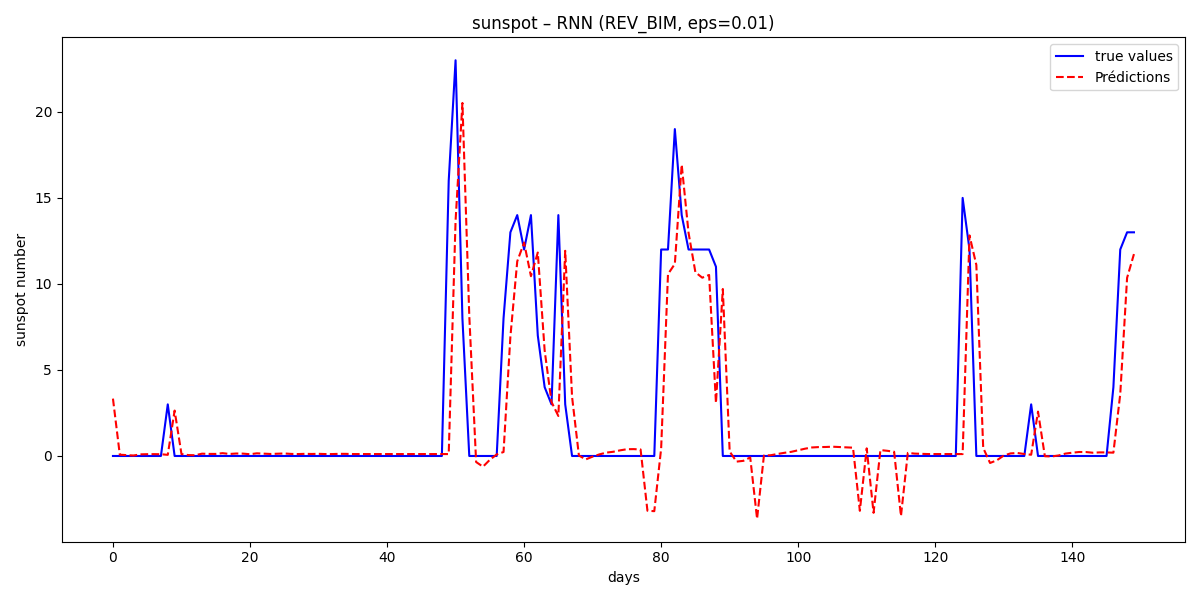 sunspot – RNN (REV_BIM, eps=0.01)
true values
Prédictions
sunspot number
20
15
10
5
0
0 20 40 60 80 100 120 140
days